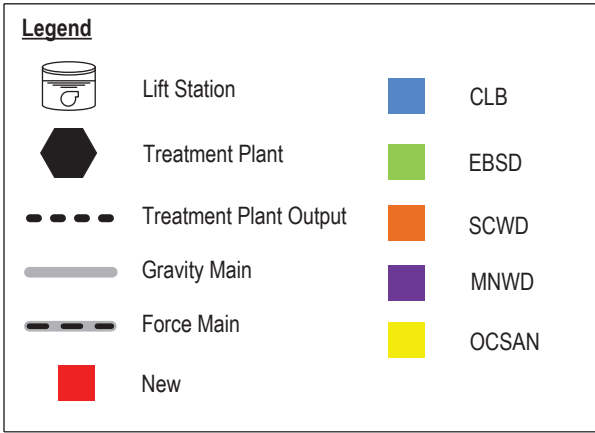 Legend
Lift Station
Treatment Plant
Treatment Plant Output
Gravity Main
Force Main
New
CLB
EBSD
SCWD
MNWD
OCSAN